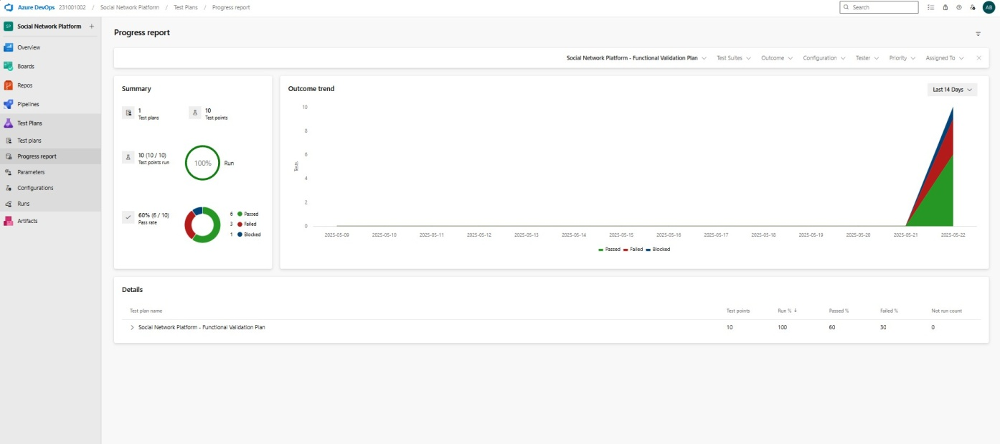 Azure DevOps 231001002 / Social Network Platform / Test Plans / Progress report
Search
AB
SP Social Network Platform +
Overview
Boards
Repos
Pipelines
Test Plans
Test plans
Progress report
Parameters
Configurations
Runs
Artifacts
Progress report
Social Network Platform - Functional Validation Plan Test Suites Outcome Configuration Tester Priority Assigned To
Summary
1
Test plans
10
Test points
10 (10 / 10)
Test points run
100%
Run
60% (6 / 10)
Pass rate
6 Passed
3 Failed
1 Blocked
Outcome trend
Last 14 Days
10
8
6
4
2
0
Tests
2025-05-09 2025-05-10 2025-05-11 2025-05-12 2025-05-13 2025-05-14 2025-05-15 2025-05-16 2025-05-17 2025-05-18 2025-05-19 2025-05-20 2025-05-21 2025-05-22
Passed Failed Blocked
Details
Test plan name Test points Run % ↓ Passed % Failed % Not run count
Social Network Platform - Functional Validation Plan 10 100 60 30 0